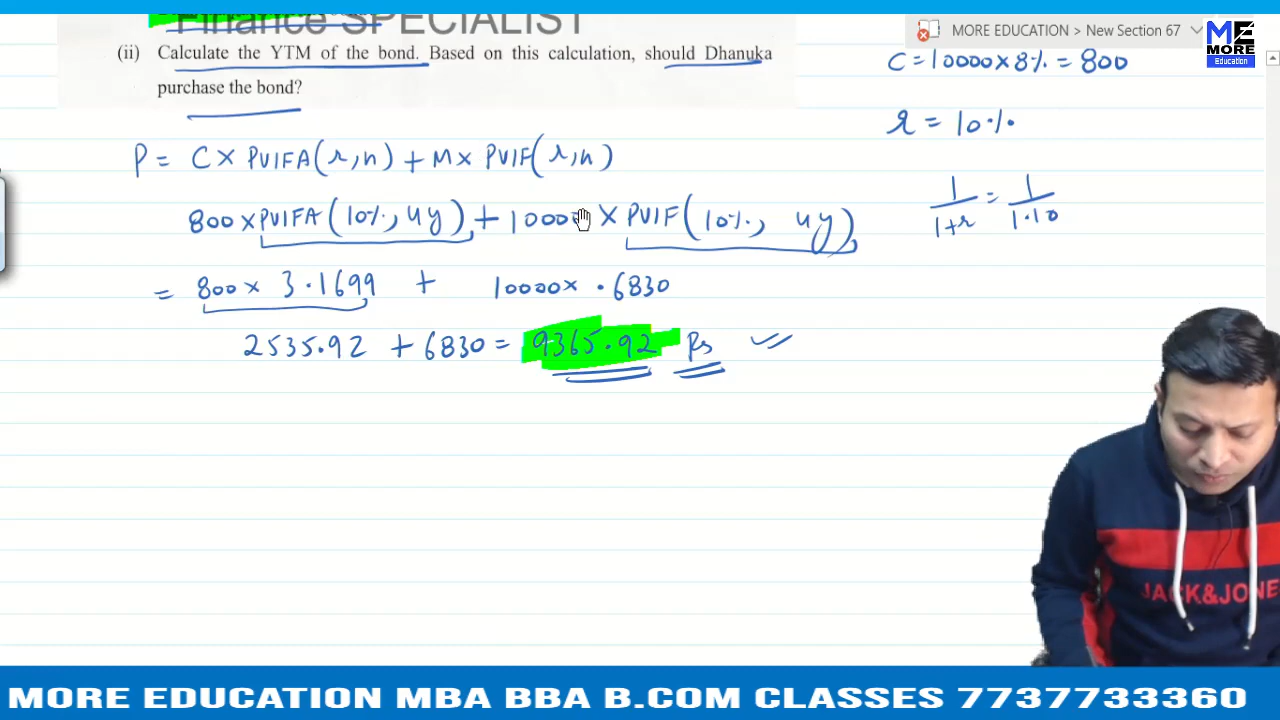 Finance SPECIALIST
(ii) Calculate the YTM of the bond. Based on this calculation, should Dhanuka
purchase the bond?
MORE EDUCATION > New Section 67
ME
MORE
Education
C = 10000 x 8% = 800
r = 10%
1/1+r = 1/1.10
P = C x PVIFA(r,n) + M x PVIF(r,n)
800 x PVIFA (10%, 4y) + 10000 x PVIF (10%, 4y)
= 800 x 3.1699 + 10000 x .6830
2535.92 + 6830 = 9365.92 Rs
JACK&JONE
MORE EDUCATION MBA BBA B.COM CLASSES 7737733360